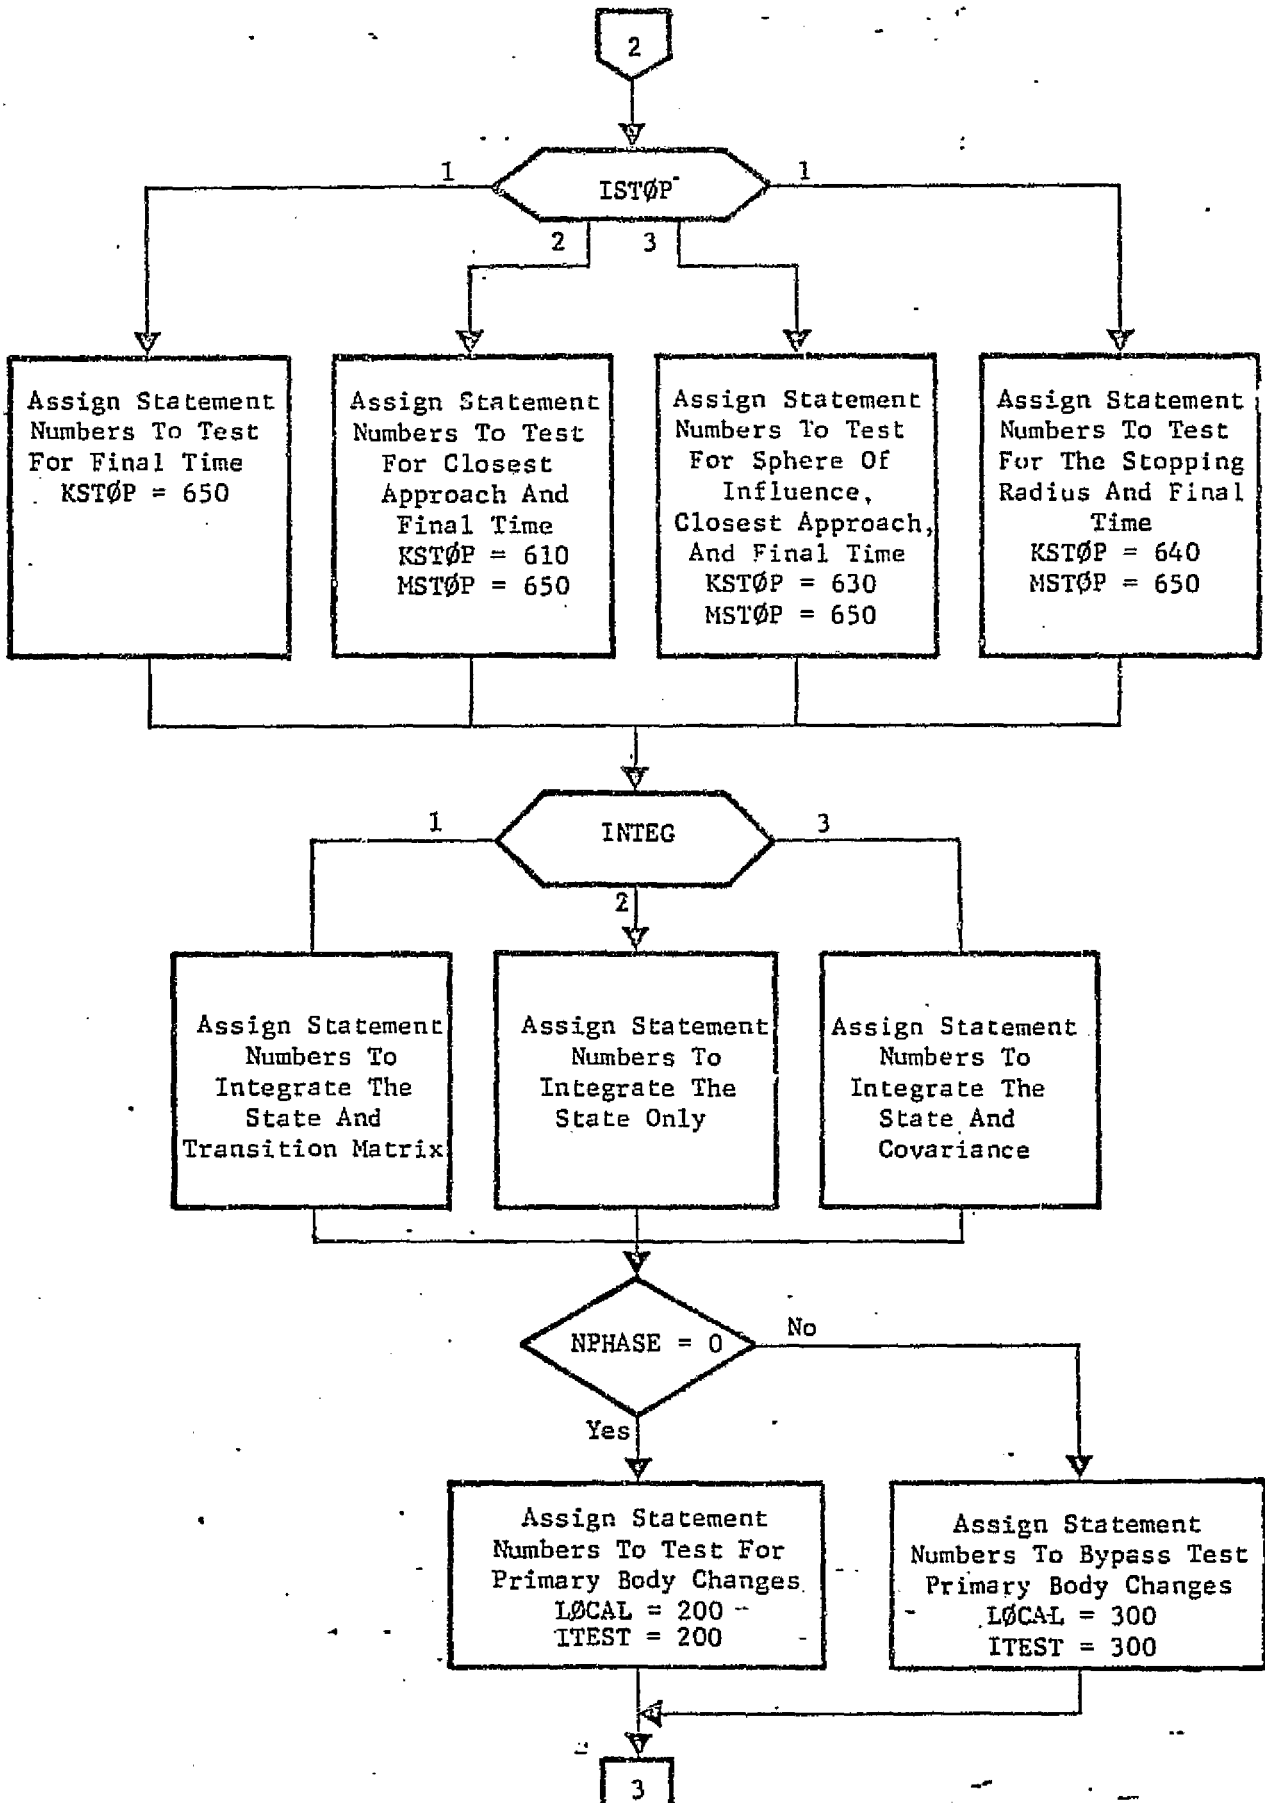 2
ISTØP
1
1
2
3
Assign Statement
Numbers To Test
For Final Time
KSTØP = 650
Assign Statement
Numbers To Test
For Closest
Approach And
Final Time
KSTØP = 610
MSTØP = 650
Assign Statement
Numbers To Test
For Sphere Of
Influence,
Closest Approach,
And Final Time
KSTØP = 630
MSTØP = 650
Assign Statement
Numbers To Test
For The Stopping
Radius And Final
Time
KSTØP = 640
MSTØP = 650
INTEG
1
3
2
Assign Statement
Numbers To
Integrate The
State And
Transition Matrix
Assign Statement
Numbers To
Integrate The
State Only
Assign Statement
Numbers To
Integrate The
State And
Covariance
NPHASE = 0
No
Yes
Assign Statement
Numbers To Test For
Primary Body Changes
LØCAL = 200
ITEST = 200
Assign Statement
Numbers To Bypass Test
Primary Body Changes
LØCAL = 300
ITEST = 300
3